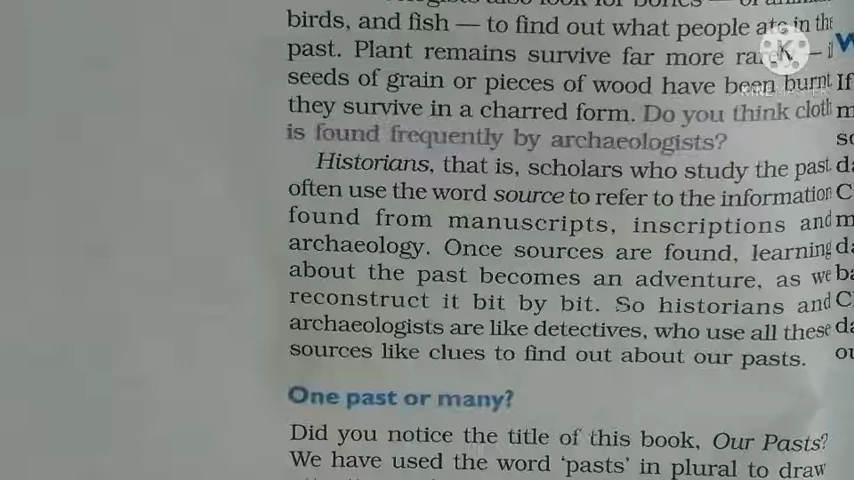 birds, and fish — to find out what people ate in the
past. Plant remains survive far more — if
seeds of grain or pieces of wood have been burnt
they survive in a charred form. Do you think cloth
is found frequently by archaeologists?
Historians, that is, scholars who study the past
often use the word source to refer to the information
found from manuscripts, inscriptions and
archaeology. Once sources are found, learning
about the past becomes an adventure, as we
reconstruct it bit by bit. So historians and
archaeologists are like detectives, who use all these
sources like clues to find out about our pasts.
One past or many?
Did you notice the title of this book, Our Pasts?
We have used the word ‘pasts’ in plural to draw
If
K